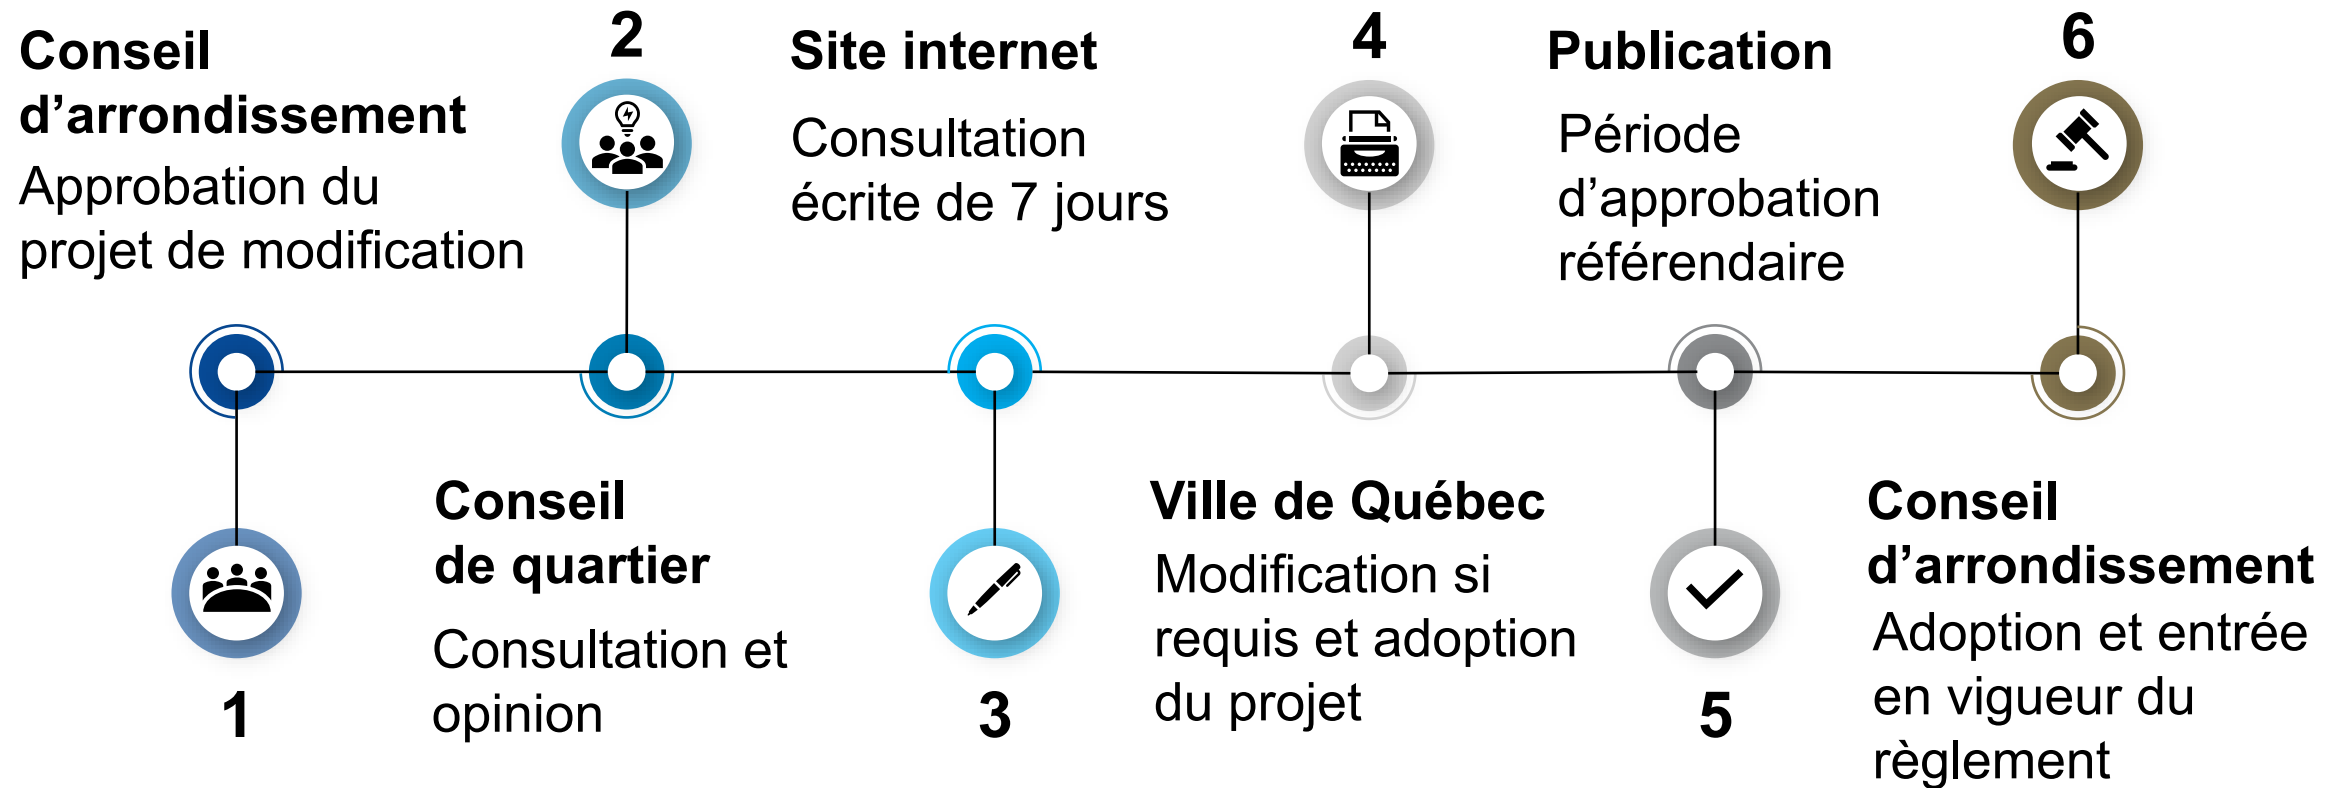 Conseil
d’arrondissement
Approbation du
projet de modification
1
2
Conseil
de quartier
Consultation et
opinion
Site internet
Consultation
écrite de 7 jours
3
4
Ville de Québec
Modification si
requis et adoption
du projet
Publication
Période
d’approbation
référendaire
5
6
Conseil
d’arrondissement
Adoption et entrée
en vigueur du
règlement